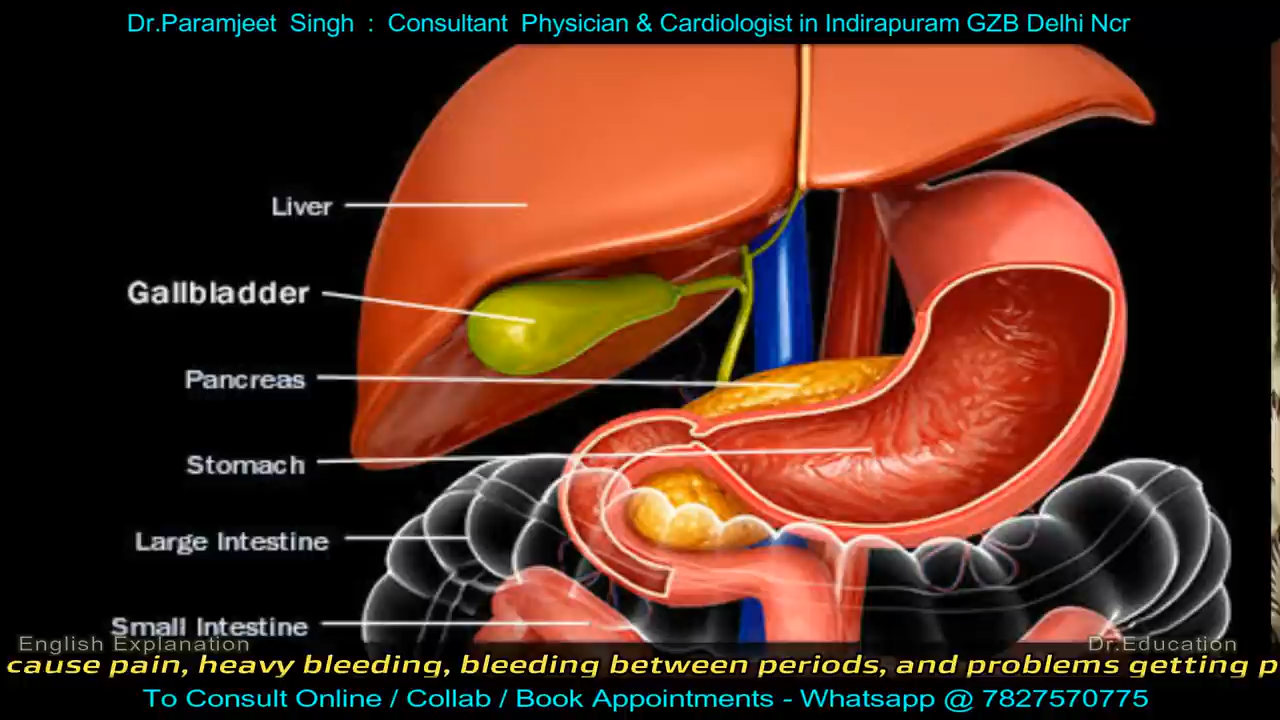 Dr.Paramjeet Singh : Consultant Physician & Cardiologist in Indirapuram GZB Delhi Ncr
Liver
Gallbladder
Pancreas
Stomach
Large Intestine
Small Intestine
English Explanation
Dr.Education
cause pain, heavy bleeding, bleeding between periods, and problems getting p
To Consult Online / Collab / Book Appointments - Whatsapp @ 7827570775